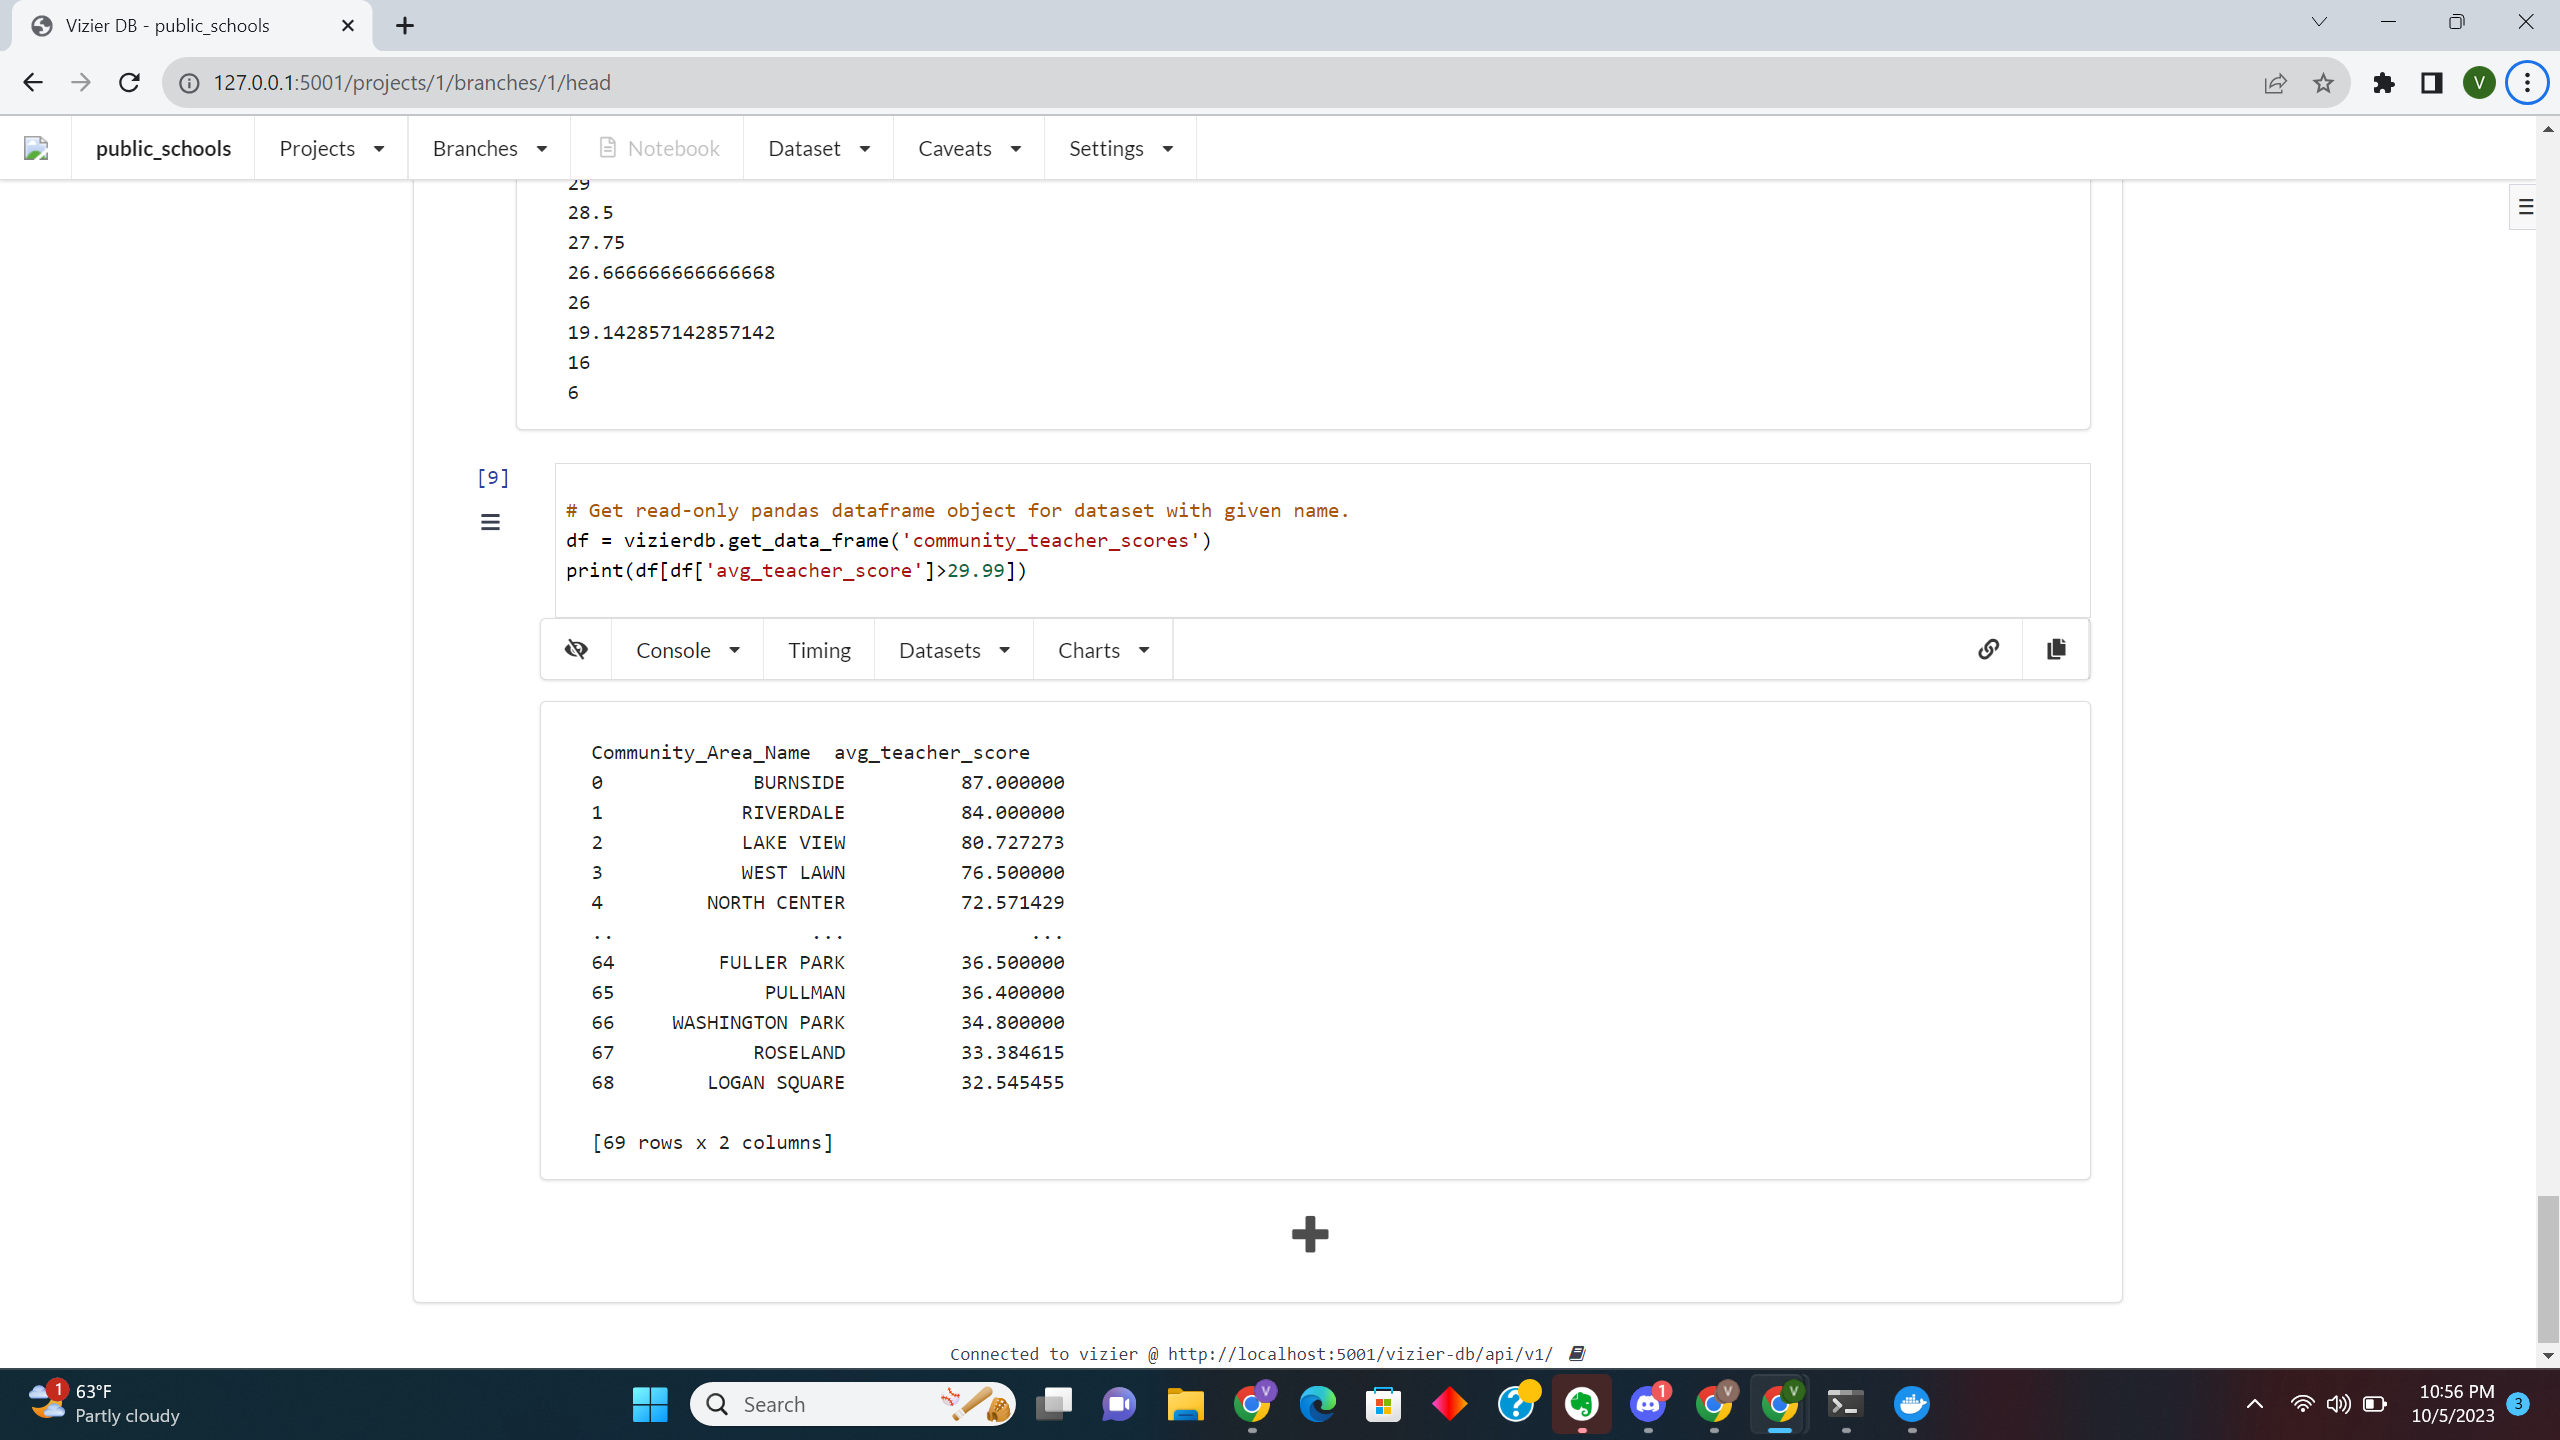 Vizier DB - public_schools
127.0.0.1:5001/projects/1/branches/1/head
V
public_schools
Projects
Branches
Notebook
Dataset
Caveats
Settings
29
28.5
27.75
26.666666666666668
26
19.142857142857142
16
6
[9]
# Get read-only pandas dataframe object for dataset with given name.
df = vizierdb.get_data_frame('community_teacher_scores')
print(df[df['avg_teacher_score']>29.99])
Console
Timing
Datasets
Charts
Community_Area_Name avg_teacher_score
0 BURNSIDE 87.000000
1 RIVERDALE 84.000000
2 LAKE VIEW 80.727273
3 WEST LAWN 76.500000
4 NORTH CENTER 72.571429
.. ... ...
64 FULLER PARK 36.500000
65 PULLMAN 36.400000
66 WASHINGTON PARK 34.800000
67 ROSELAND 33.384615
68 LOGAN SQUARE 32.545455
[69 rows x 2 columns]
Connected to vizier @ http://localhost:5001/vizier-db/api/v1/
1
63°F
Partly cloudy
Search
V
1
V
V
10:56 PM
10/5/2023
3